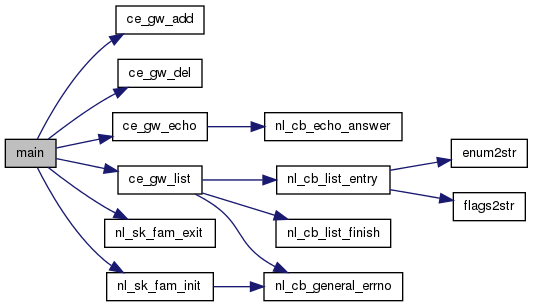 ce_gw_add
ce_gw_del
enum2str
main
ce_gw_echo
nl_cb_echo_answer
ce_gw_list
nl_cb_list_entry
flags2str
nl_sk_fam_exit
nl_cb_list_finish
nl_sk_fam_init
nl_cb_general_errno